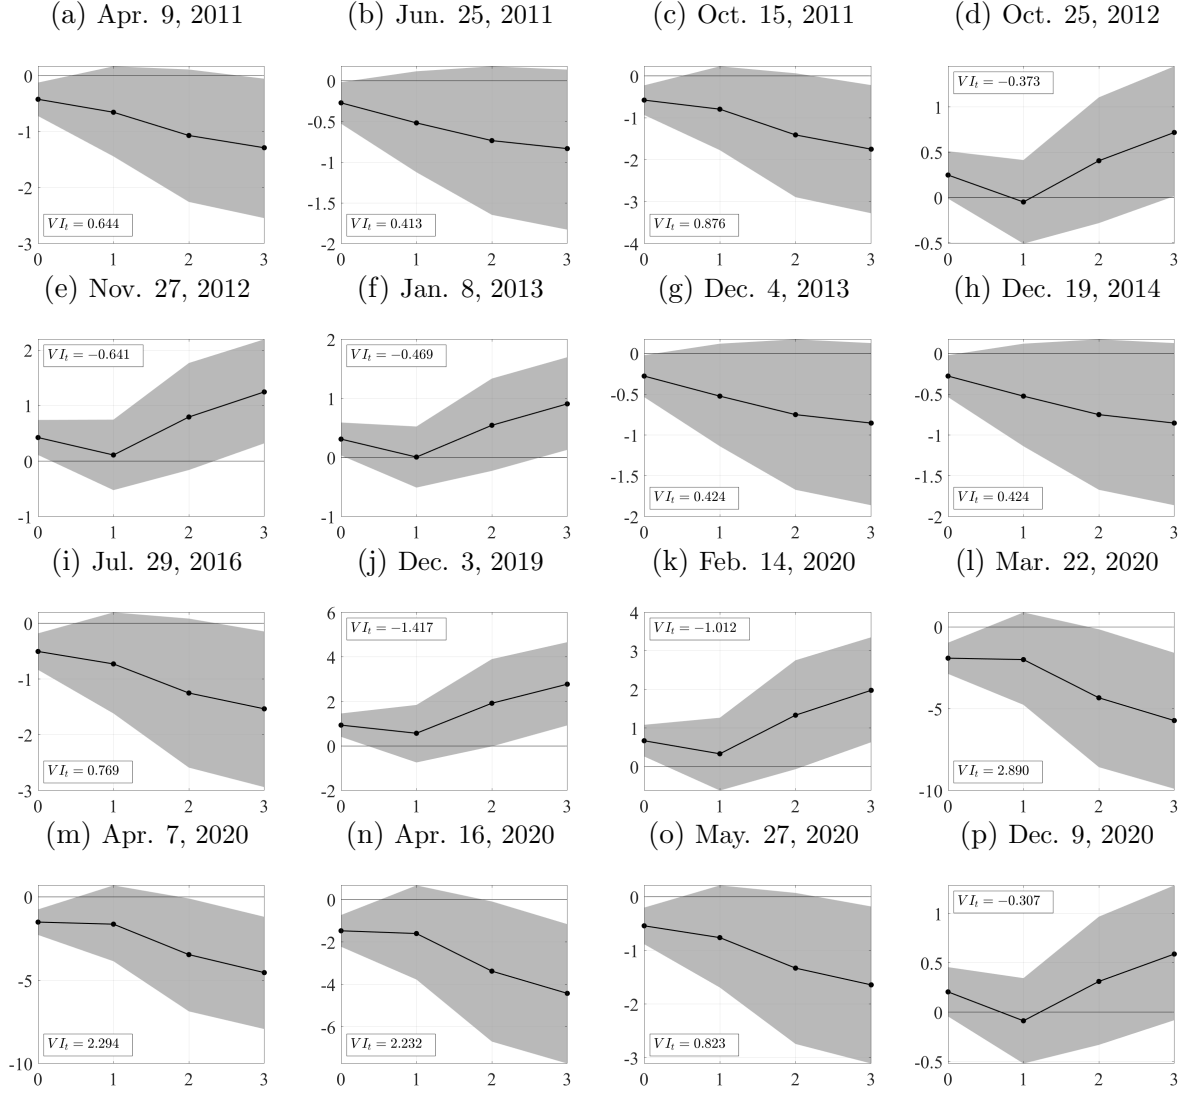 (a) Apr. 9, 2011
(b) Jun. 25, 2011
(c) Oct. 15, 2011
(d) Oct. 25, 2012
0
-1
-2
-3
VI_t = 0.644
0 1 2 3
0
-0.5
-1
-1.5
-2
VI_t = 0.413
0 1 2 3
0
-1
-2
-3
-4
VI_t = 0.876
0 1 2 3
1
0.5
0
-0.5
VI_t = −0.373
0 1 2 3
(e) Nov. 27, 2012
(f) Jan. 8, 2013
(g) Dec. 4, 2013
(h) Dec. 19, 2014
2
1
0
-1
VI_t = −0.641
0 1 2 3
2
1
0
-1
VI_t = −0.469
0 1 2 3
0
-0.5
-1
-1.5
-2
VI_t = 0.424
0 1 2 3
0
-0.5
-1
-1.5
-2
VI_t = 0.424
0 1 2 3
(i) Jul. 29, 2016
(j) Dec. 3, 2019
(k) Feb. 14, 2020
(l) Mar. 22, 2020
0
-1
-2
-3
VI_t = 0.769
0 1 2 3
6
4
2
0
-2
VI_t = −1.417
0 1 2 3
4
3
2
1
0
VI_t = −1.012
0 1 2 3
0
-5
-10
VI_t = 2.890
0 1 2 3
(m) Apr. 7, 2020
(n) Apr. 16, 2020
(o) May. 27, 2020
(p) Dec. 9, 2020
0
-5
-10
VI_t = 2.294
0 1 2 3
0
-2
-4
-6
VI_t = 2.232
0 1 2 3
0
-1
-2
-3
VI_t = 0.823
0 1 2 3
1
0.5
0
-0.5
VI_t = −0.307
0 1 2 3